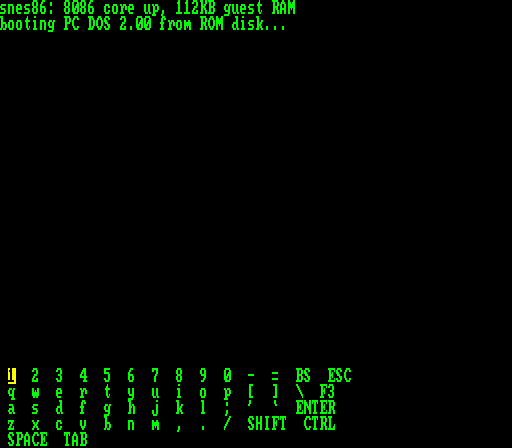 snes86: 8086 core up, 112KB guest RAM
booting PC DOS 2.00 from ROM disk...
1 2 3 4 5 6 7 8 9 0 - = BS ESC
q w e r t y u i o p [ ] \ F3
a s d f g h j k l ; ' ` ENTER
z x c v b n m , . / SHIFT CTRL
SPACE TAB